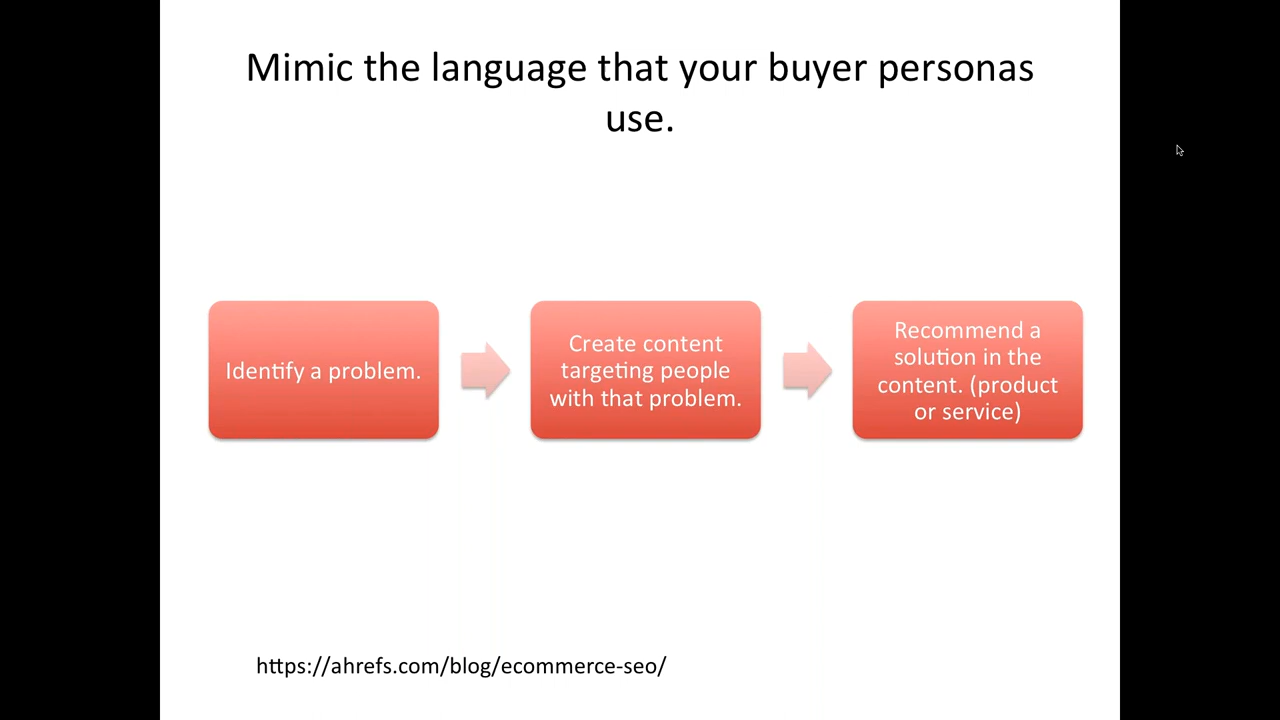 Mimic the language that your buyer personas
use.
Identify a problem.
Create content
targeting people
with that problem.
Recommend a
solution in the
content. (product
or service)
https://ahrefs.com/blog/ecommerce-seo/